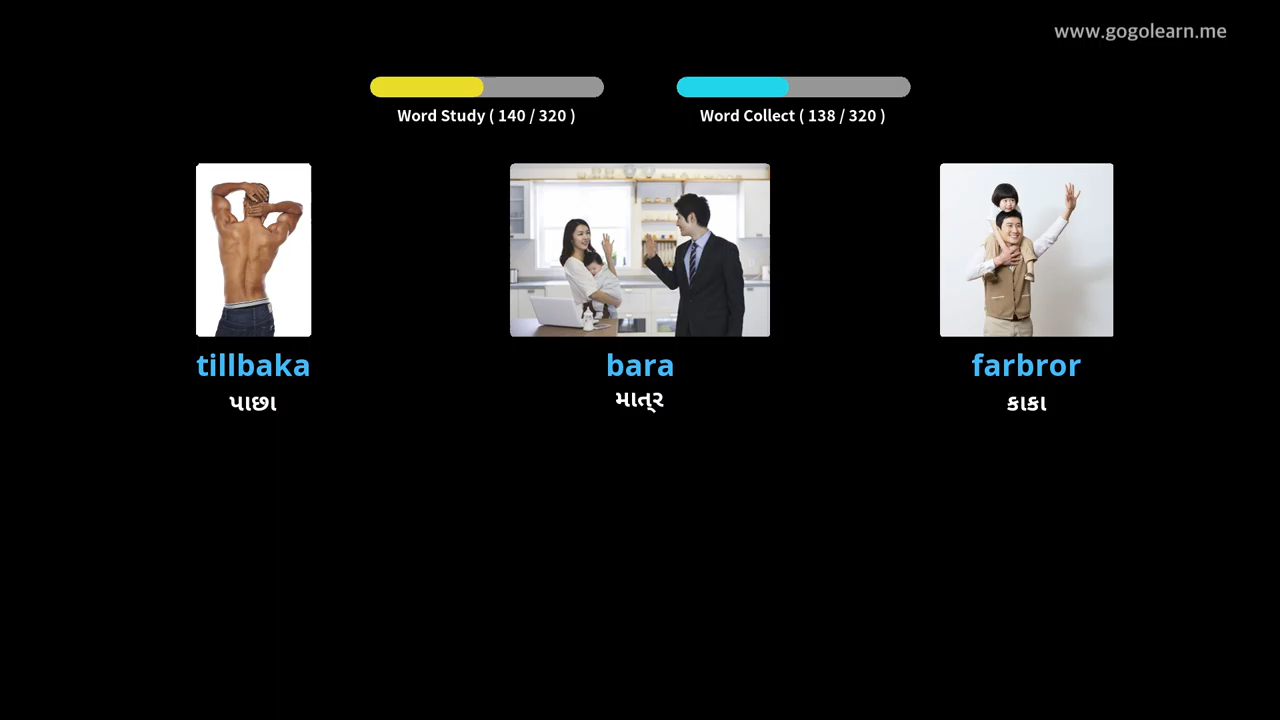 www.gogolearn.me
Word Study ( 140 / 320 )
Word Collect ( 138 / 320 )
tillbaka
પાછા
bara
માત્ર
farbror
કાકા